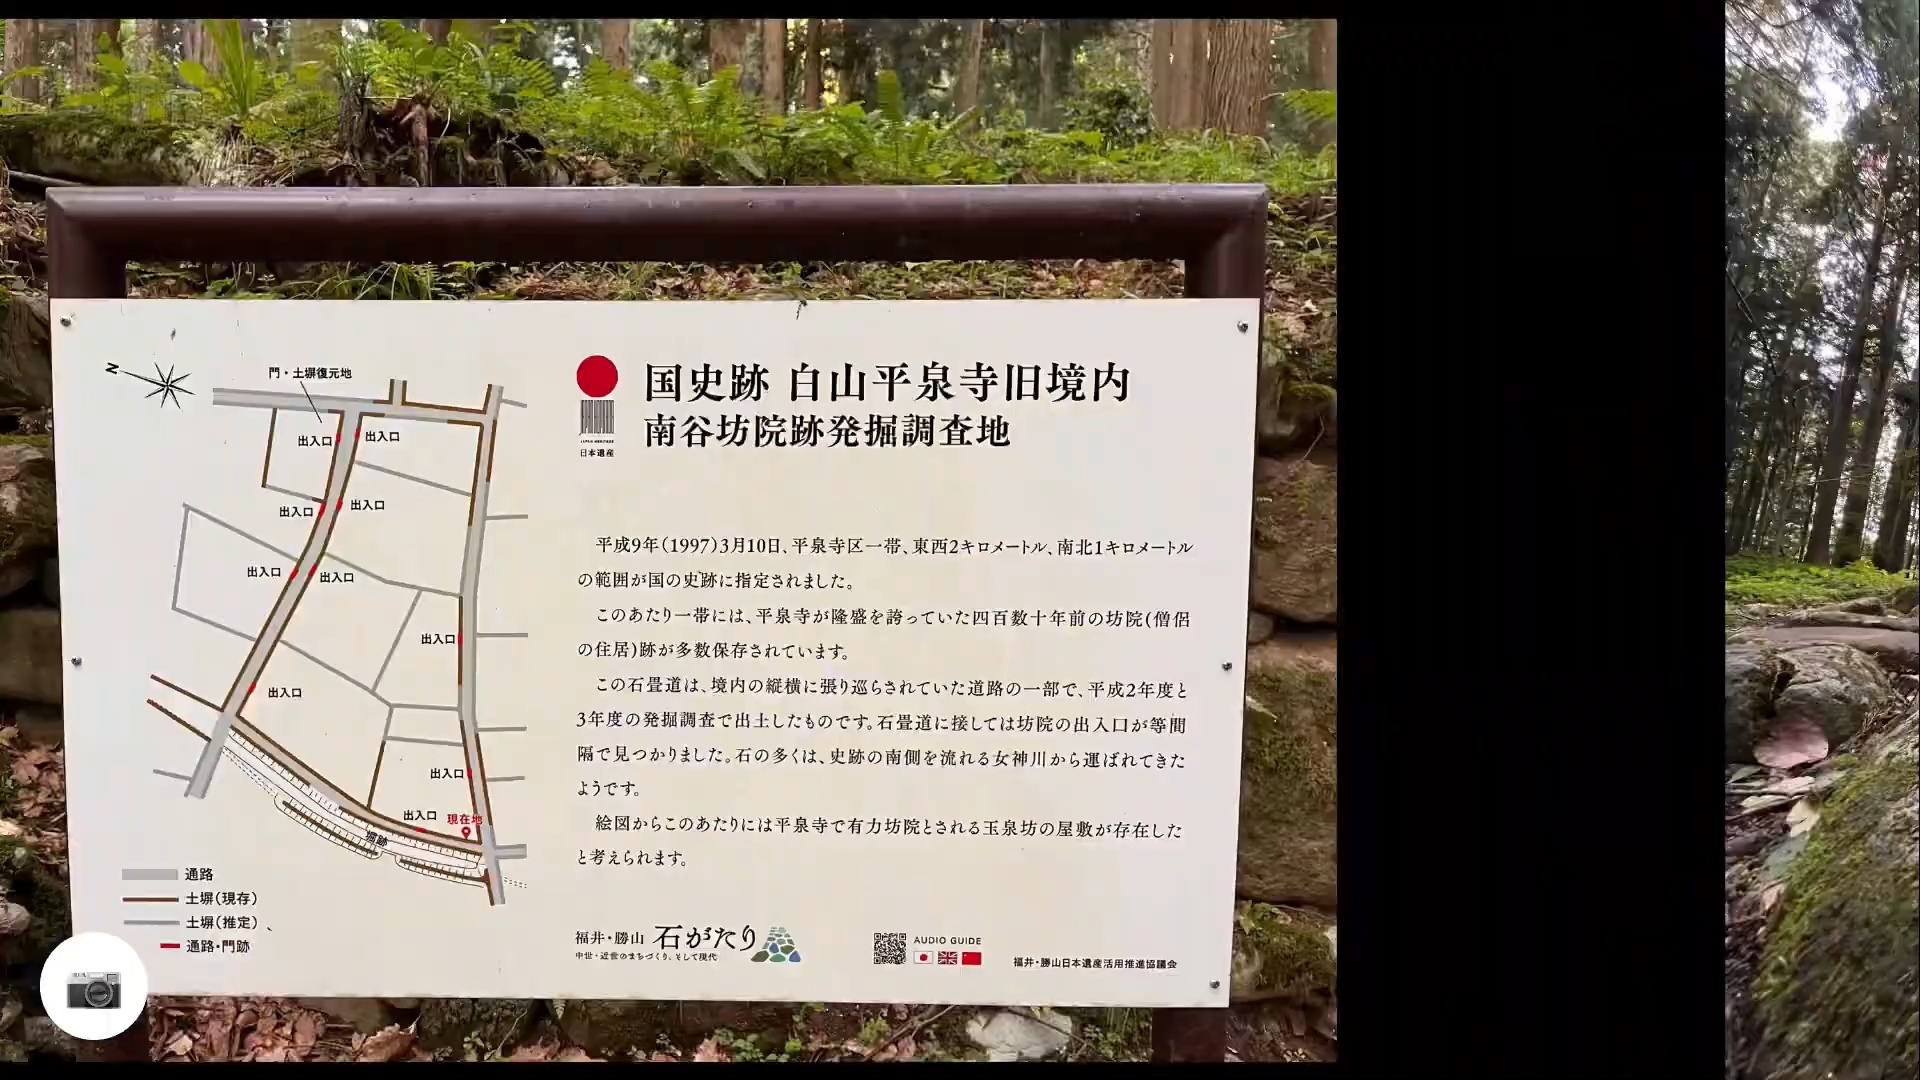 国史跡 白山平泉寺旧境内
南谷坊院跡発掘調査地
JAPAN HERITAGE
日本遺産
平成9年(1997)3月10日、平泉寺区一帯、東西2キロメートル、南北1キロメートル
の範囲が国の史跡に指定されました。
このあたり一帯には、平泉寺が隆盛を誇っていた四百数十年前の坊院(僧侶
の住居)跡が多数保存されています。
この石畳道は、境内の縦横に張り巡らされていた道路の一部で、平成2年度と
3年度の発掘調査で出土したものです。石畳道に接しては坊院の出入口が等間
隔で見つかりました。石の多くは、史跡の南側を流れる女神川から運ばれてきた
ようです。
絵図からこのあたりには平泉寺で有力坊院とされる玉泉坊の屋敷が存在した
と考えられます。
N
門・土塀復元地
出入口
出入口
出入口
出入口
出入口
出入口
出入口
出入口
出入口
出入口
現在地
堀跡
通路
土塀(現存)
土塀(推定)
通路・門跡
福井・勝山 石がたり
中世・近世のまちづくり、そして現代
AUDIO GUIDE
福井・勝山日本遺産活用推進協議会